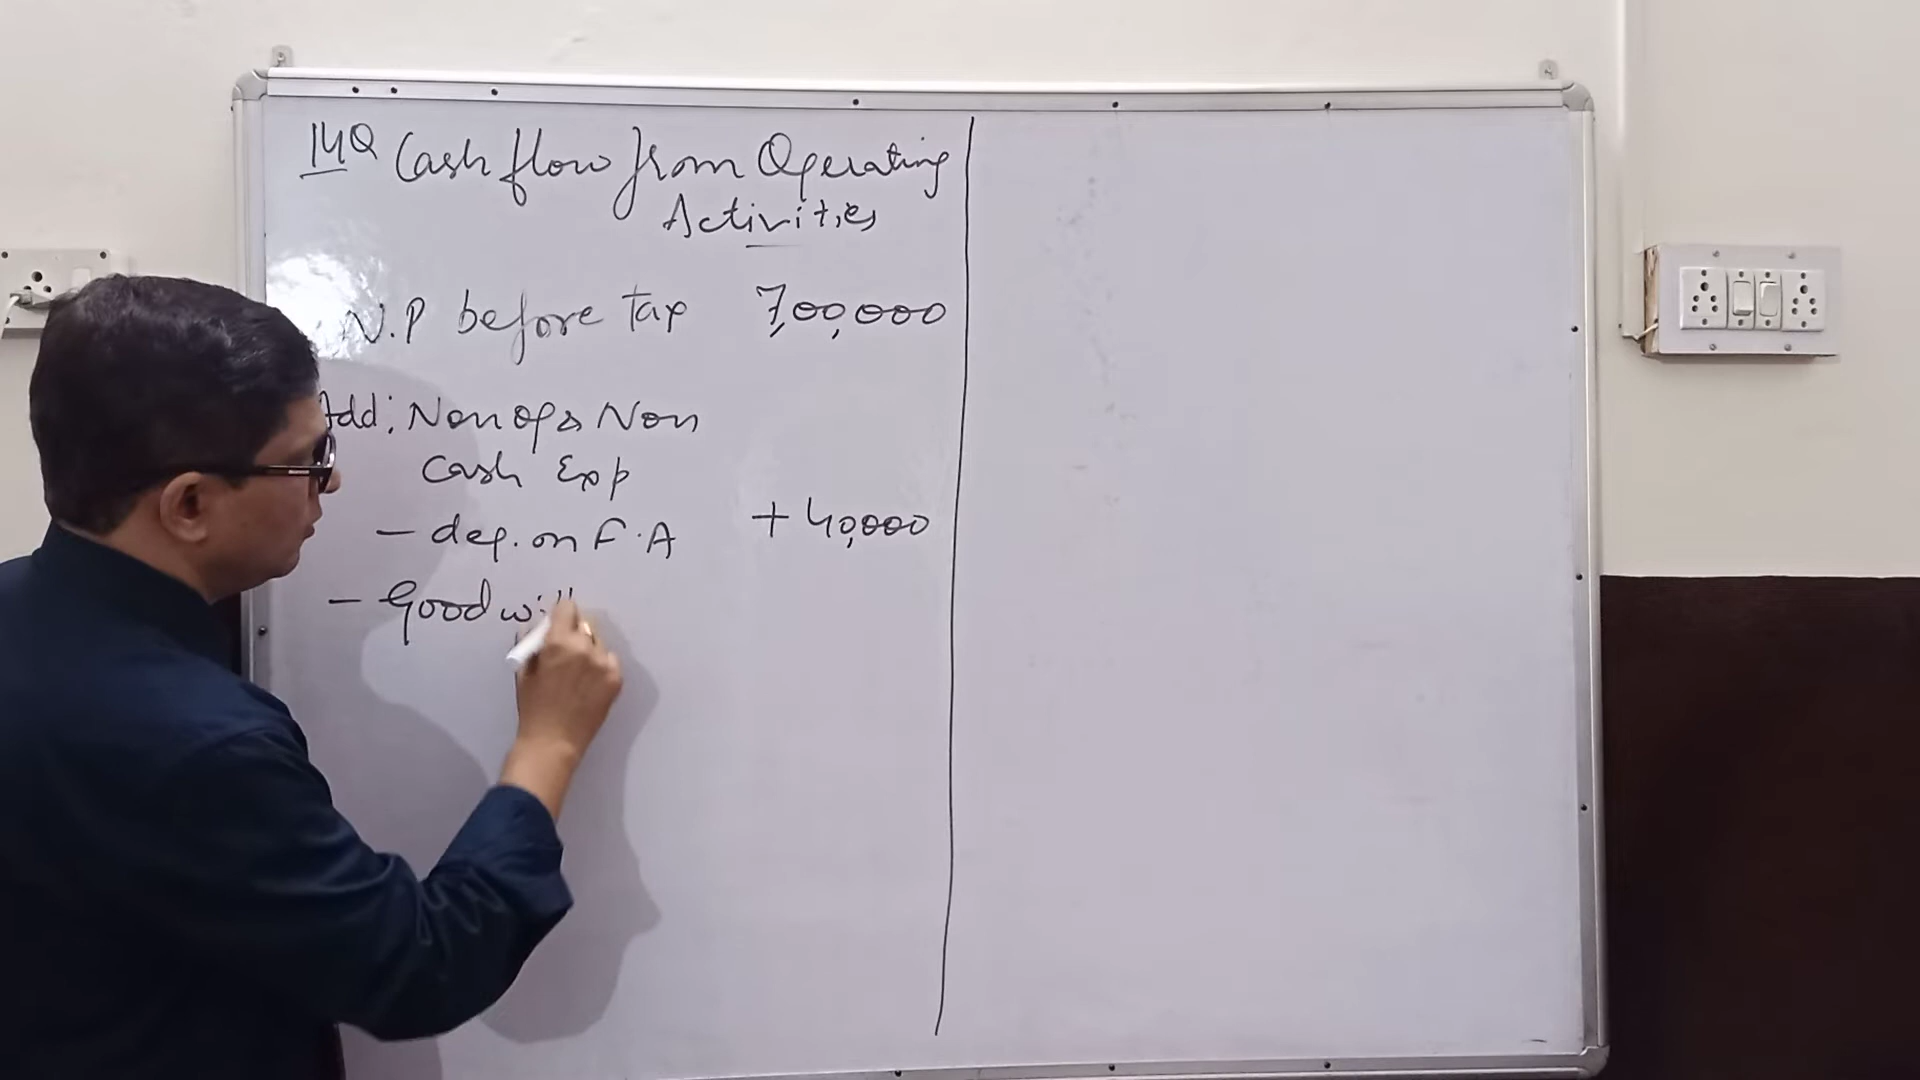 14Q Cash flow from Operating
Activities
N.P before tax 7,00,000
Add: Non op & Non
Cash Exp
- dep. on F.A + 40,000
- Goodwill